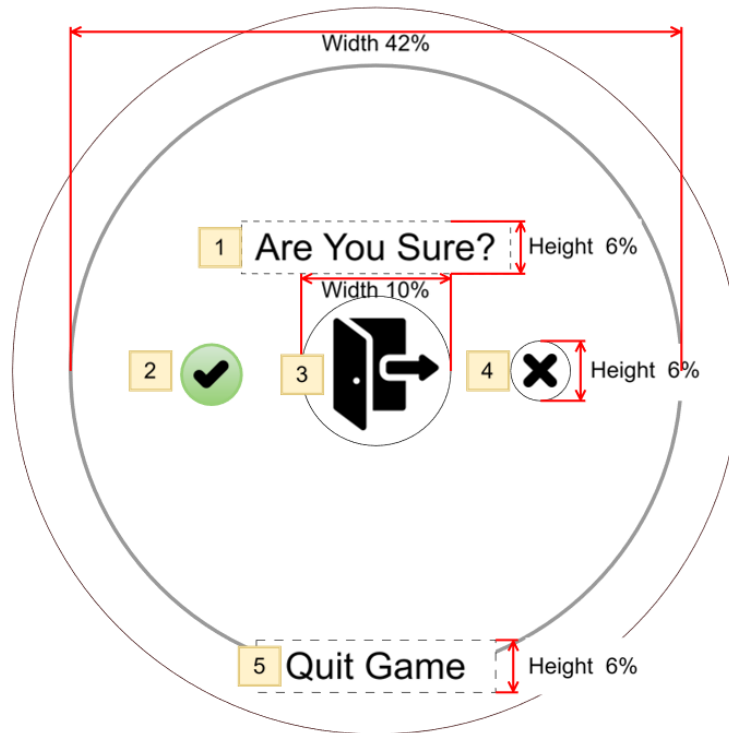 Width 42%
1
Are You Sure?
Height 6%
Width 10%
2
3
4
Height 6%
5
Quit Game
Height 6%